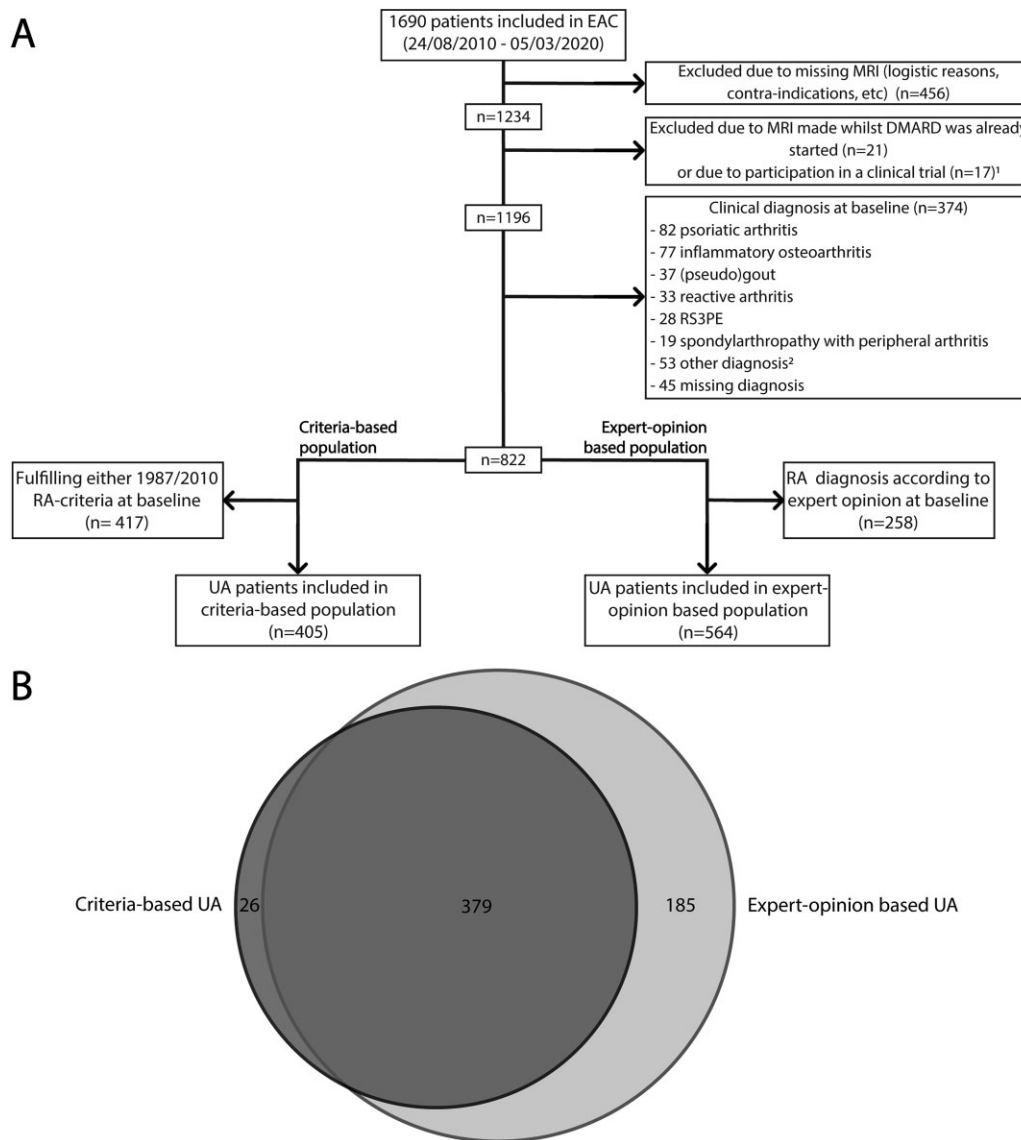 A
1690 patients included in EAC
(24/08/2010 - 05/03/2020)
Excluded due to missing MRI (logistic reasons,
contra-indications, etc) (n=456)
n=1234
Excluded due to MRI made whilst DMARD was already
started (n=21)
or due to participation in a clinical trial (n=17)¹
n=1196
Clinical diagnosis at baseline (n=374)
- 82 psoriatic arthritis
- 77 inflammatory osteoarthritis
- 37 (pseudo)gout
- 33 reactive arthritis
- 28 RS3PE
- 19 spondylarthropathy with peripheral arthritis
- 53 other diagnosis²
- 45 missing diagnosis
Criteria-based
population
n=822
Expert-opinion
based population
Fulfilling either 1987/2010
RA-criteria at baseline
(n= 417)
RA diagnosis according to
expert opinion at baseline
(n=258)
UA patients included in
criteria-based population
(n=405)
UA patients included in expert-
opinion based population
(n=564)
B
Criteria-based UA
26
379
185
Expert-opinion based UA